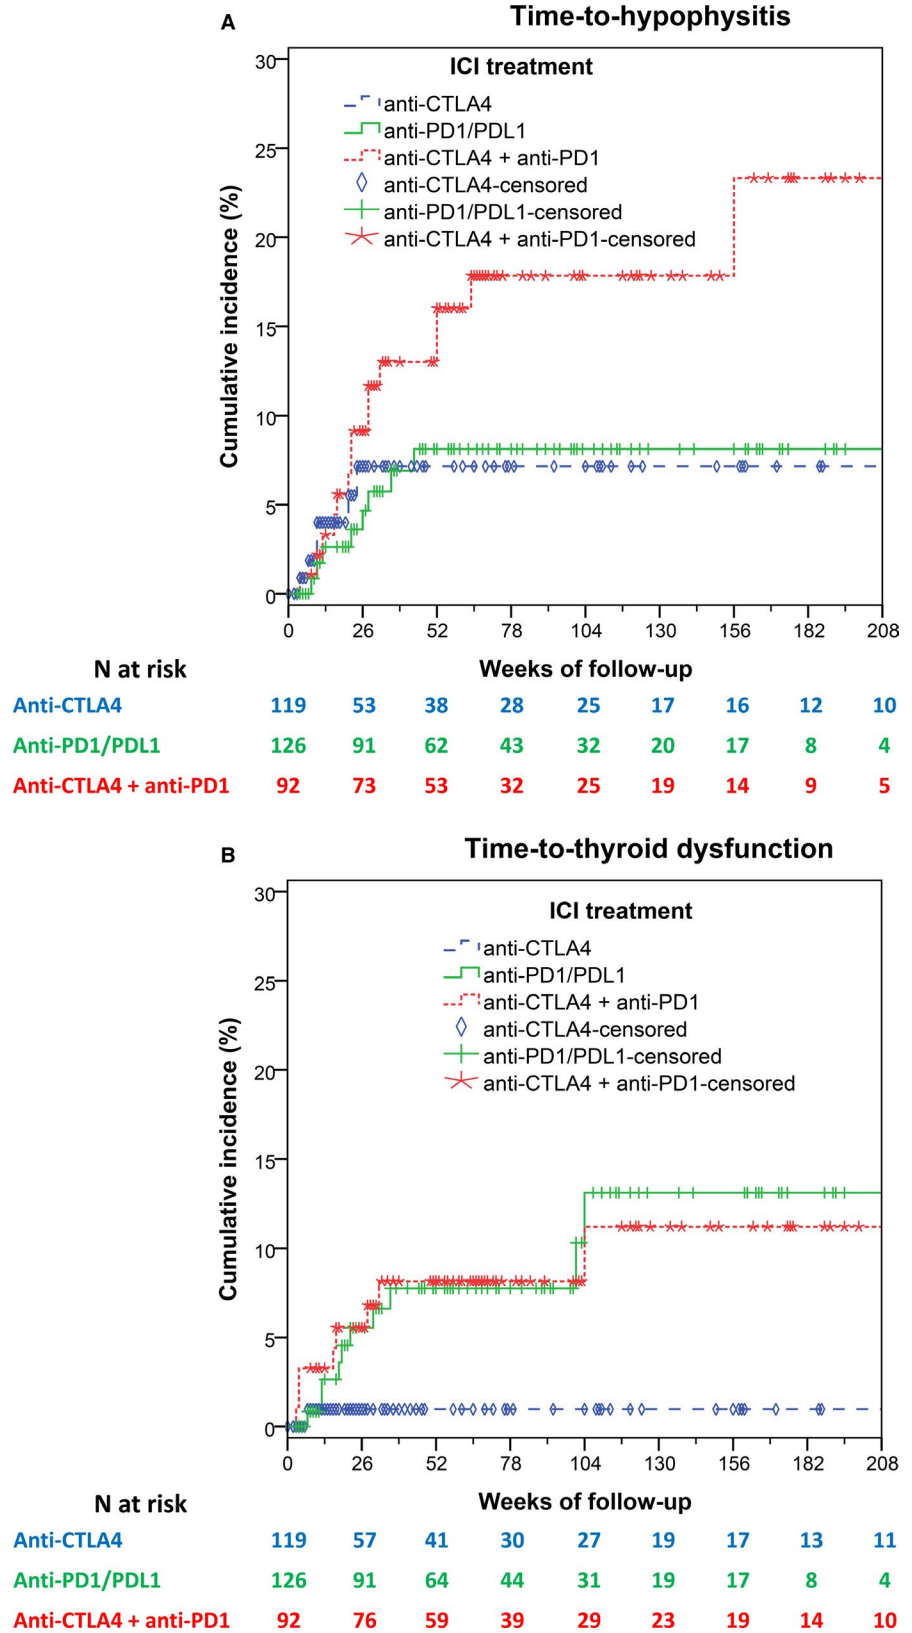 A
Time-to-hypophysitis
ICI treatment
anti-CTLA4
anti-PD1/PDL1
anti-CTLA4 + anti-PD1
anti-CTLA4-censored
anti-PD1/PDL1-censored
anti-CTLA4 + anti-PD1-censored
Cumulative incidence (%)
30
25
20
15
10
5
0
0 26 52 78 104 130 156 182 208
N at risk Weeks of follow-up
Anti-CTLA4 119 53 38 28 25 17 16 12 10
Anti-PD1/PDL1 126 91 62 43 32 20 17 8 4
Anti-CTLA4 + anti-PD1 92 73 53 32 25 19 14 9 5
B
Time-to-thyroid dysfunction
ICI treatment
anti-CTLA4
anti-PD1/PDL1
anti-CTLA4 + anti-PD1
anti-CTLA4-censored
anti-PD1/PDL1-censored
anti-CTLA4 + anti-PD1-censored
Cumulative incidence (%)
30
25
20
15
10
5
0
0 26 52 78 104 130 156 182 208
N at risk Weeks of follow-up
Anti-CTLA4 119 57 41 30 27 19 17 13 11
Anti-PD1/PDL1 126 91 64 44 31 19 17 8 4
Anti-CTLA4 + anti-PD1 92 76 59 39 29 23 19 14 10